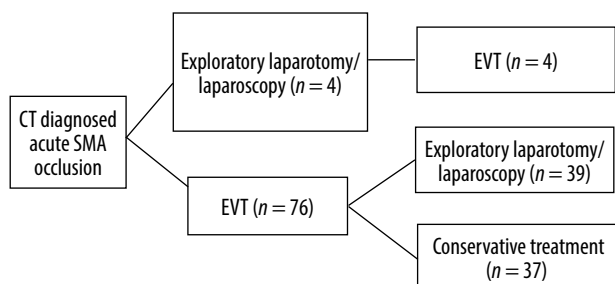 CT diagnosed
acute SMA
occlusion
Exploratory laparotomy/
laparoscopy (n = 4)
EVT (n = 4)
EVT (n = 76)
Exploratory laparotomy/
laparoscopy (n = 39)
Conservative treatment
(n = 37)